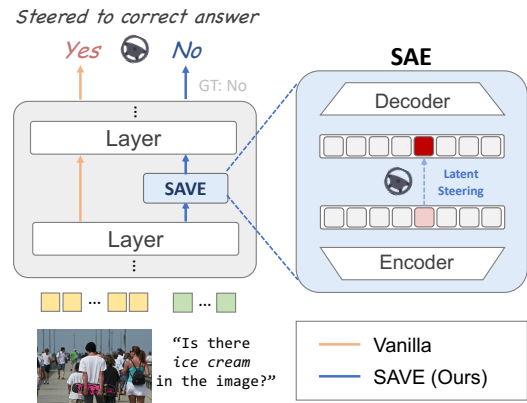 Steered to correct answer
Yes
No
GT: No
Layer
SAVE
Layer
"Is there
ice cream
in the image?"
SAE
Decoder
Latent
Steering
Encoder
Vanilla
SAVE (Ours)